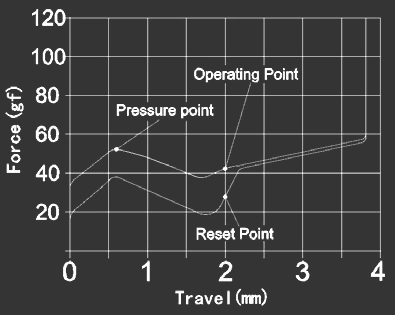 120
100
80
60
40
20
Force (gf)
Operating Point
Pressure point
Reset Point
0 1 2 3 4
Travel (mm)